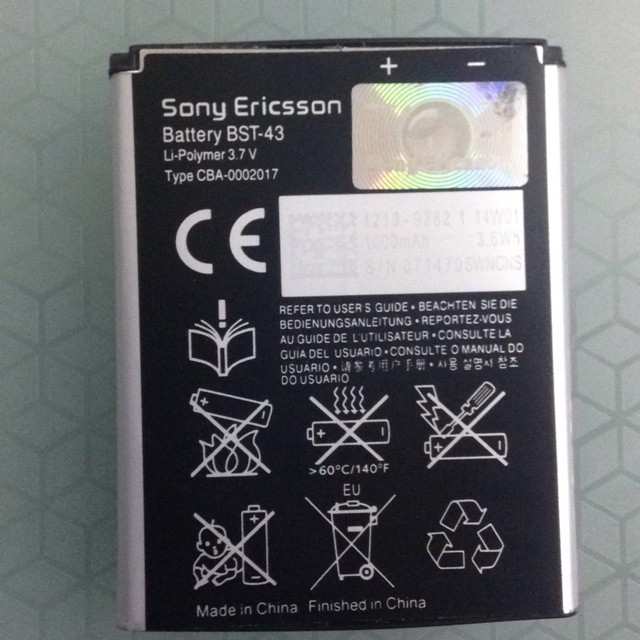 + −
Sony Ericsson
Battery BST-43
Li-Polymer 3.7 V
Type CBA-0002017
CE
1219-9282 1 14W01
1000mAh 3.6Wh
S/N 071470SWNCNS
REFER TO USER'S GUIDE • BEACHTEN SIE DIE
BEDIENUNGSANLEITUNG • REPORTEZ-VOUS
AU GUIDE DE L'UTILISATEUR • CONSULTE LA
GUIA DEL USUARIO • CONSULTE O MANUAL DO
USUARIO • 请参考用户手册 • 사용 설명서 참조
DO USUARIO
>60°C/140°F
EU
Made in China Finished in China